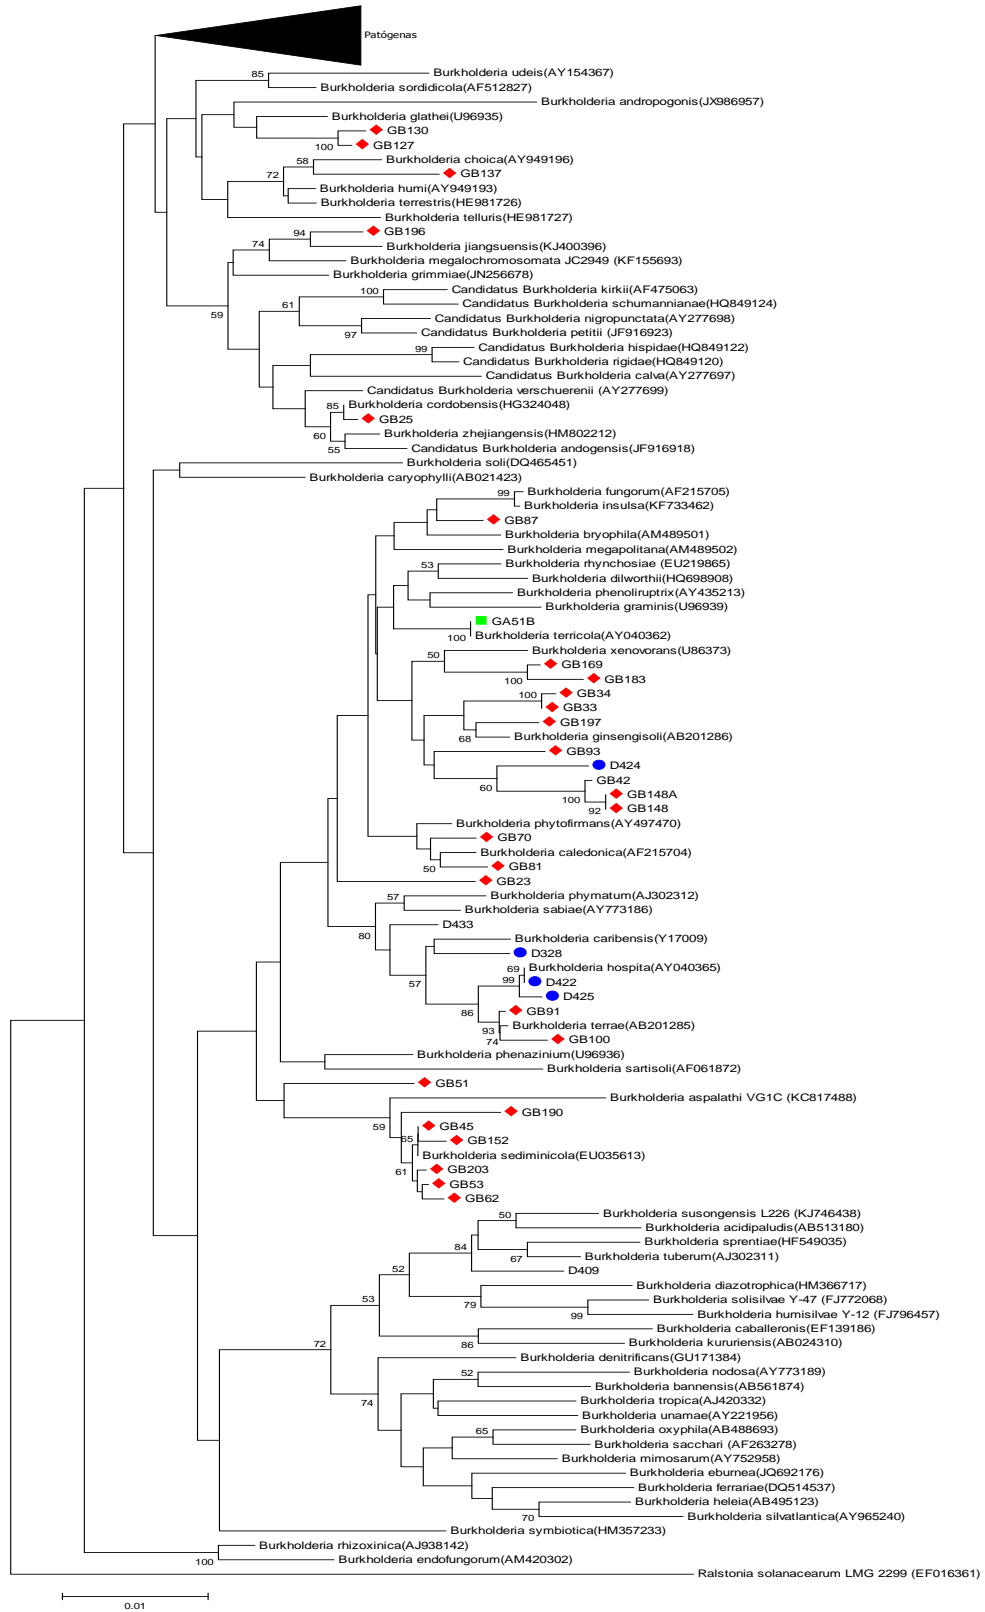 Patógenas
85
Burkholderia udeis(AY154367)
Burkholderia sordidicola(AF512827)
Burkholderia andropogonis(JX986957)
Burkholderia glathei(U96935)
GB130
100
GB127
58
Burkholderia choica(AY949196)
72
GB137
Burkholderia humi(AY949193)
Burkholderia terrestris(HE981726)
Burkholderia telluris(HE981727)
94
GB196
74
Burkholderia jiangsuensis(KJ400396)
Burkholderia megalochromosomata JC2949 (KF155693)
Burkholderia grimmiae(JN256678)
59
100
Candidatus Burkholderia kirkii(AF475063)
61
Candidatus Burkholderia schumannianae(HQ849124)
Candidatus Burkholderia nigropunctata(AY277698)
97
Candidatus Burkholderia petitii (JF916923)
99
Candidatus Burkholderia hispidae(HQ849122)
Candidatus Burkholderia rigidae(HQ849120)
Candidatus Burkholderia calva(AY277697)
Candidatus Burkholderia verschuerenii (AY277699)
85
Burkholderia cordobensis(HG324048)
GB25
60
Burkholderia zhejiangensis(HM802212)
55
Candidatus Burkholderia andogensis(JF916918)
Burkholderia soli(DQ465451)
Burkholderia caryophylli(AB021423)
99
Burkholderia fungorum(AF215705)
Burkholderia insulsa(KF733462)
GB87
Burkholderia bryophila(AM489501)
Burkholderia megapolitana(AM489502)
53
Burkholderia rhynchosiae (EU219865)
Burkholderia dilworthii(HQ698908)
Burkholderia phenoliruptrix(AY435213)
Burkholderia graminis(U96939)
GA51B
100
Burkholderia terricola(AY040362)
50
Burkholderia xenovorans(U86373)
GB169
100
GB183
100
GB34
GB33
GB197
68
Burkholderia ginsengisoli(AB201286)
GB93
D424
60
GB42
100
GB148A
92
GB148
Burkholderia phytofirmans(AY497470)
GB70
Burkholderia caledonica(AF215704)
50
GB81
GB23
57
Burkholderia phymatum(AJ302312)
Burkholderia sabiae(AY773186)
80
D433
Burkholderia caribensis(Y17009)
D328
57
69
Burkholderia hospita(AY040365)
99
D422
D425
86
GB91
93
Burkholderia terrae(AB201285)
74
GB100
Burkholderia phenazinium(U96936)
Burkholderia sartisoli(AF061872)
GB51
Burkholderia aspalathi VG1C (KC817488)
59
GB190
GB45
65
GB152
Burkholderia sediminicola(EU035613)
61
GB203
GB53
GB62
50
Burkholderia susongensis L226 (KJ746438)
Burkholderia acidipaludis(AB513180)
84
Burkholderia sprentiae(HF549035)
67
Burkholderia tuberum(AJ302311)
52
D409
Burkholderia diazotrophica(HM366717)
53
79
Burkholderia solisilvae Y-47 (FJ772068)
99
Burkholderia humisilvae Y-12 (FJ796457)
Burkholderia caballeronis(EF139186)
86
Burkholderia kururiensis(AB024310)
72
Burkholderia denitrificans(GU171384)
52
Burkholderia nodosa(AY773189)
Burkholderia bannensis(AB561874)
74
Burkholderia tropica(AJ420332)
Burkholderia unamae(AY221956)
65
Burkholderia oxyphila(AB488693)
Burkholderia sacchari (AF263278)
Burkholderia mimosarum(AY752958)
Burkholderia eburnea(JQ692176)
Burkholderia ferrariae(DQ514537)
Burkholderia heleia(AB495123)
70
Burkholderia silvatlantica(AY965240)
Burkholderia symbiotica(HM357233)
Burkholderia rhizoxinica(AJ938142)
100
Burkholderia endofungorum(AM420302)
Ralstonia solanacearum LMG 2299 (EF016361)
0.01